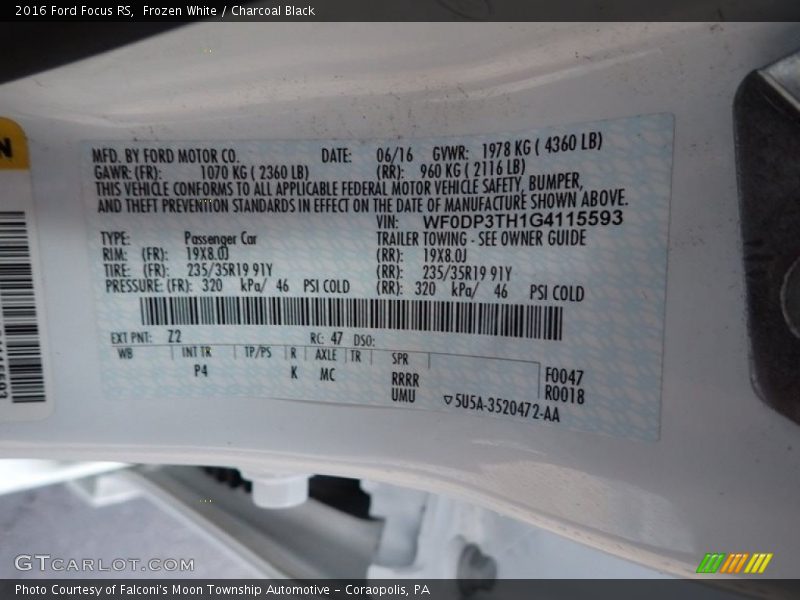 2016 Ford Focus RS, Frozen White / Charcoal Black
N
MFD. BY FORD MOTOR CO. DATE: 06/16 GVWR: 1978 KG ( 4360 LB)
GAWR: (FR): 1070 KG ( 2360 LB) (RR): 960 KG ( 2116 LB)
THIS VEHICLE CONFORMS TO ALL APPLICABLE FEDERAL MOTOR VEHICLE SAFETY, BUMPER,
AND THEFT PREVENTION STANDARDS IN EFFECT ON THE DATE OF MANUFACTURE SHOWN ABOVE.
VIN: WF0DP3TH1G4115593
TYPE: Passenger Car TRAILER TOWING - SEE OWNER GUIDE
RIM: (FR): 19X8.0J (RR): 19X8.0J
TIRE: (FR): 235/35R19 91Y (RR): 235/35R19 91Y
PRESSURE: (FR): 320 kPa/ 46 PSI COLD (RR): 320 kPa/ 46 PSI COLD
EXT PNT: Z2 RC: 47 DSO:
WB INT TR TP/PS R AXLE TR SPR
P4 K MC RRRR F0047
UMU R0018
▽5U5A-3520472-AA
GTCARLOT.COM
Photo Courtesy of Falconi's Moon Township Automotive – Coraopolis, PA